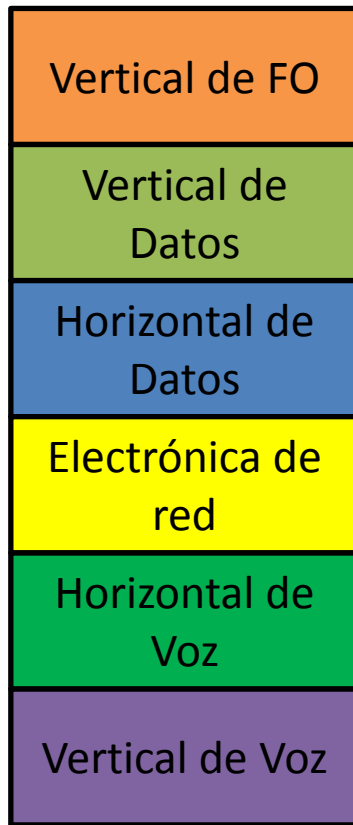 Vertical de FO
Vertical de
Datos
Horizontal de
Datos
Electrónica de
red
Horizontal de
Voz
Vertical de Voz